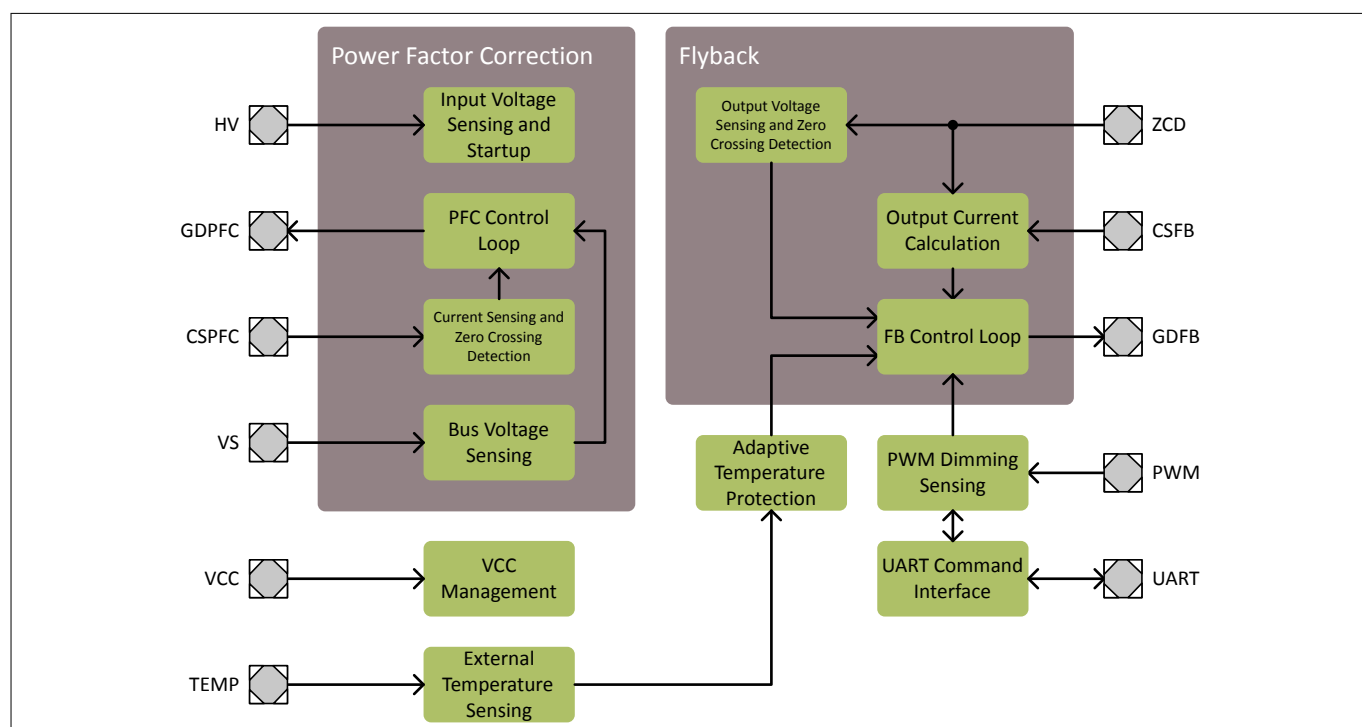 Power Factor Correction
Flyback
HV
Input Voltage
Sensing and
Startup
Output Voltage
Sensing and Zero
Crossing Detection
ZCD
GDPFC
PFC Control
Loop
Output Current
Calculation
CSFB
CSPFC
Current Sensing and
Zero Crossing
Detection
FB Control Loop
GDFB
VS
Bus Voltage
Sensing
Adaptive
Temperature
Protection
PWM Dimming
Sensing
PWM
VCC
VCC
Management
UART Command
Interface
UART
TEMP
External
Temperature
Sensing